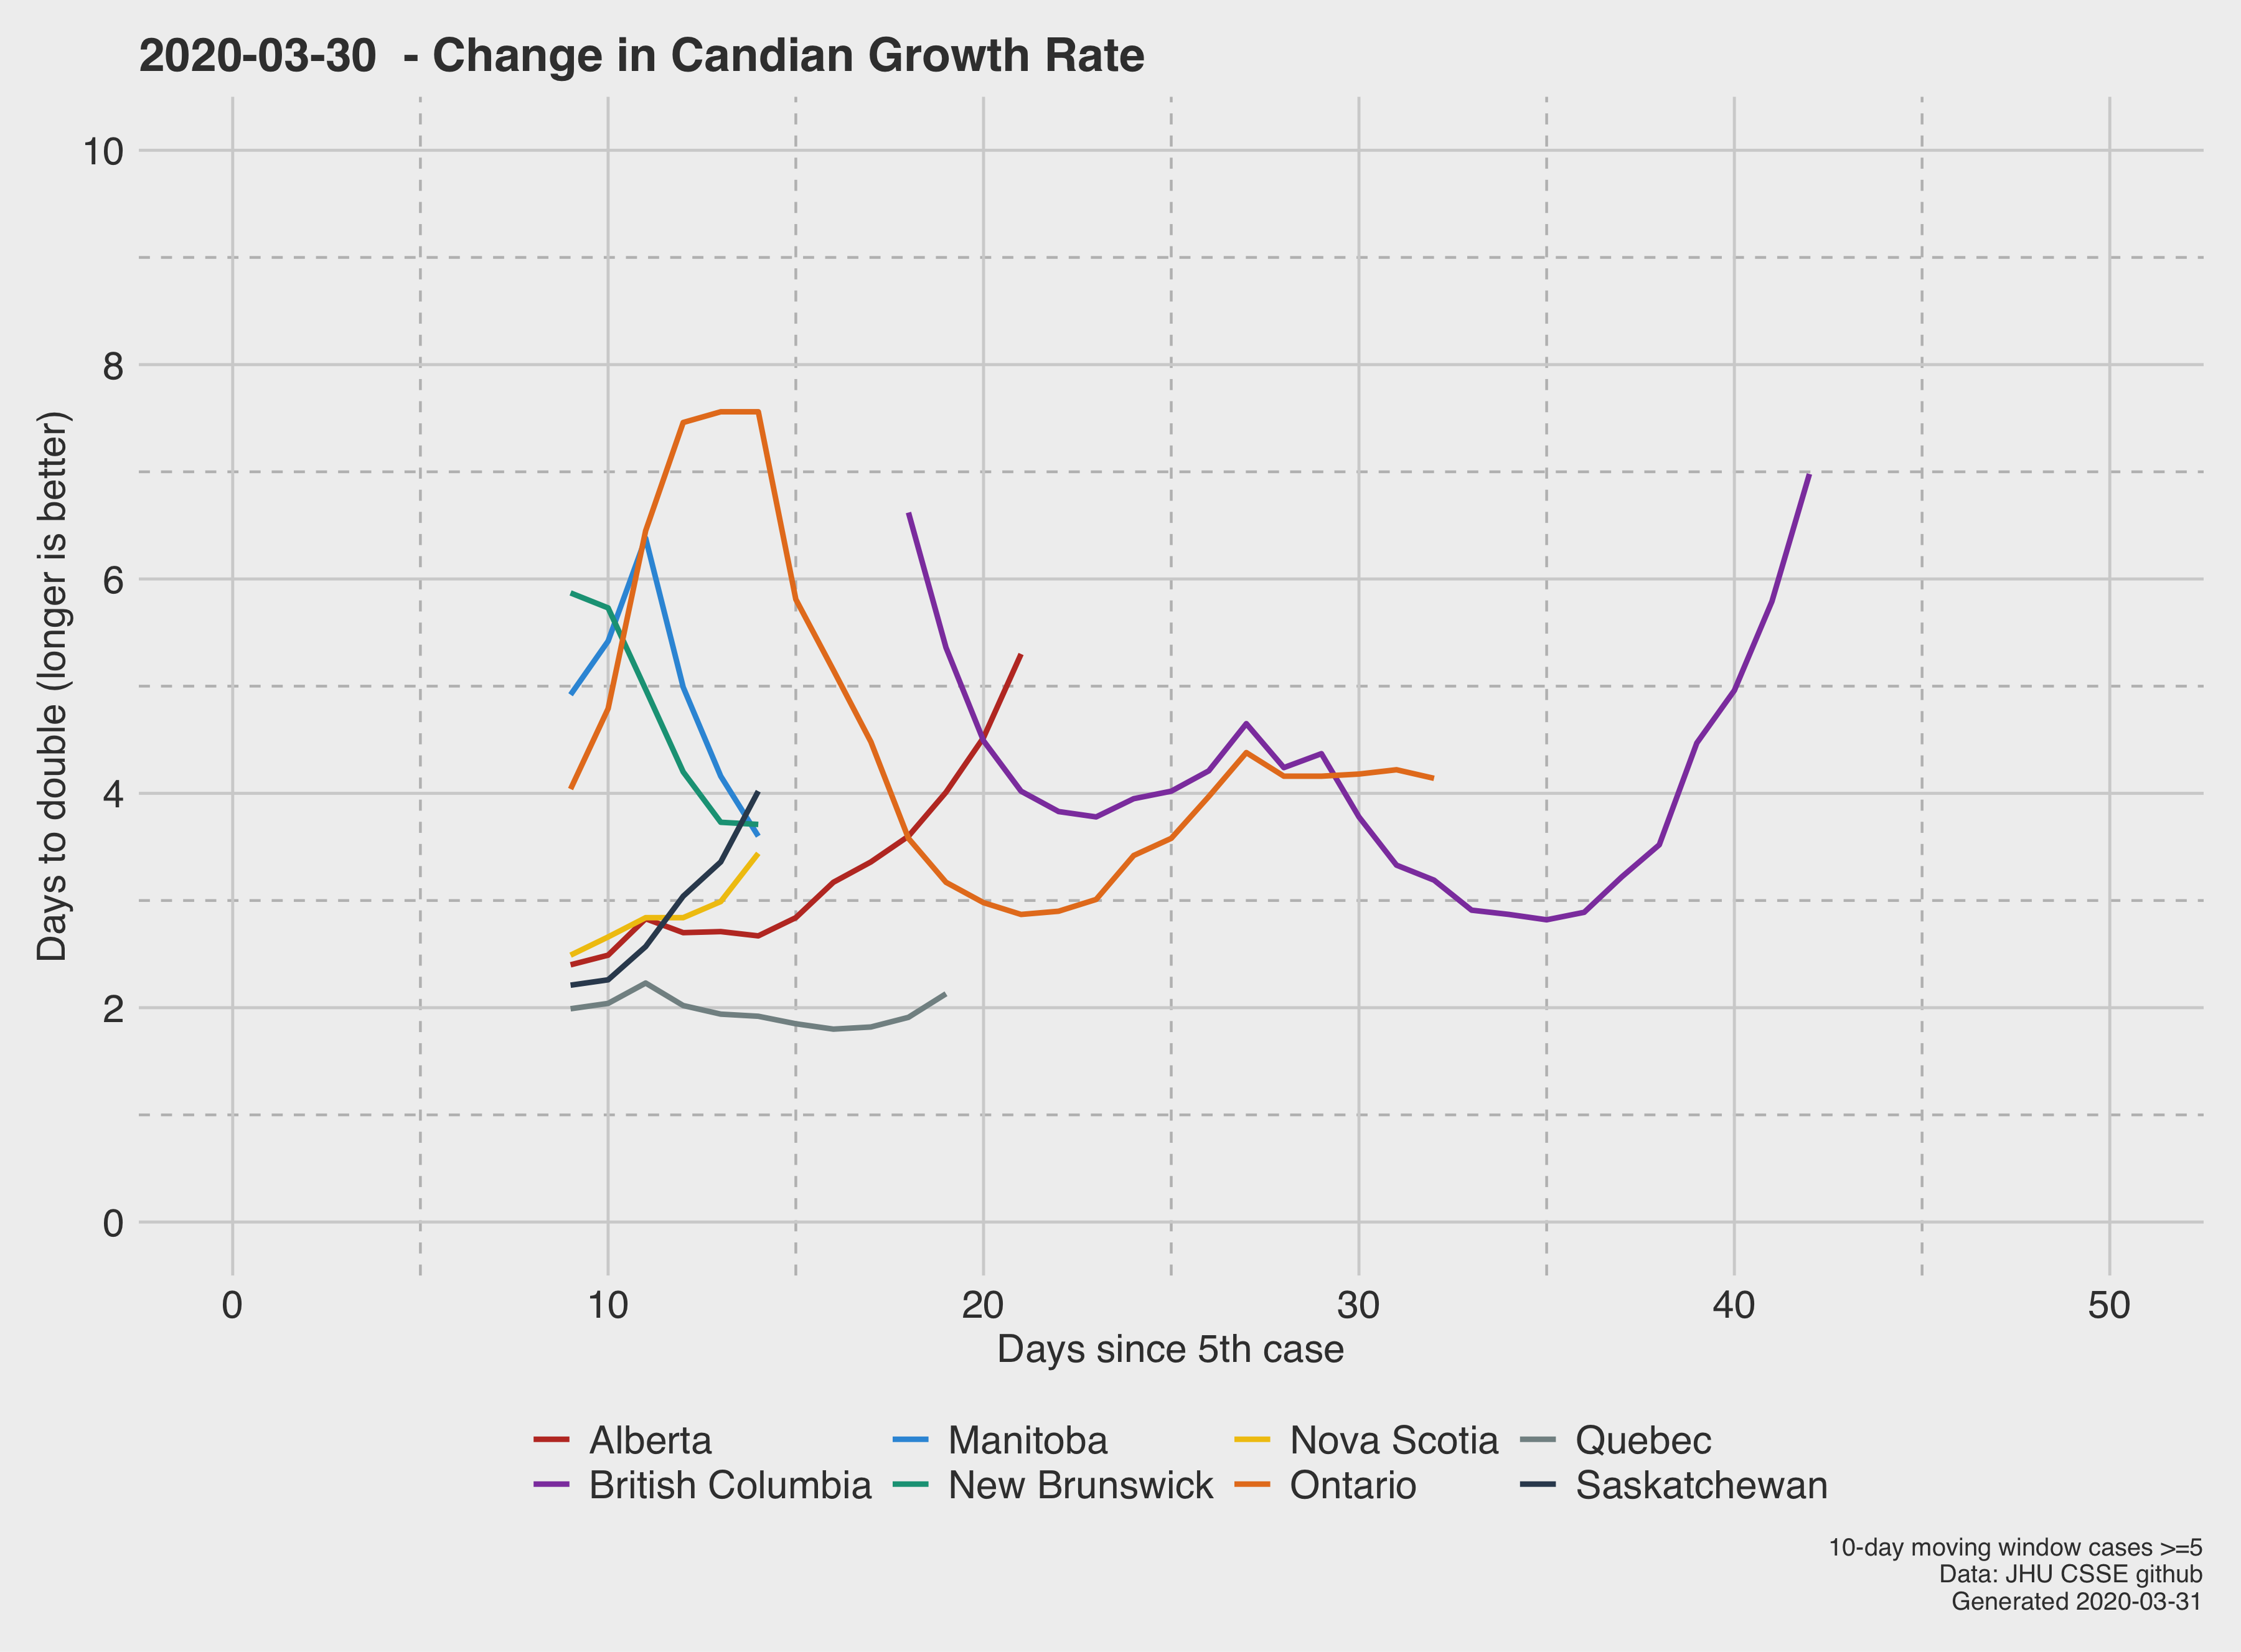 2020-03-30  - Change in Candian Growth Rate
Days to double (longer is better)
10
8
6
4
2
0
0 10 20 30 40 50
Days since 5th case
Alberta Manitoba Nova Scotia Quebec
British Columbia New Brunswick Ontario Saskatchewan
10-day moving window cases >=5
Data: JHU CSSE github
Generated 2020-03-31